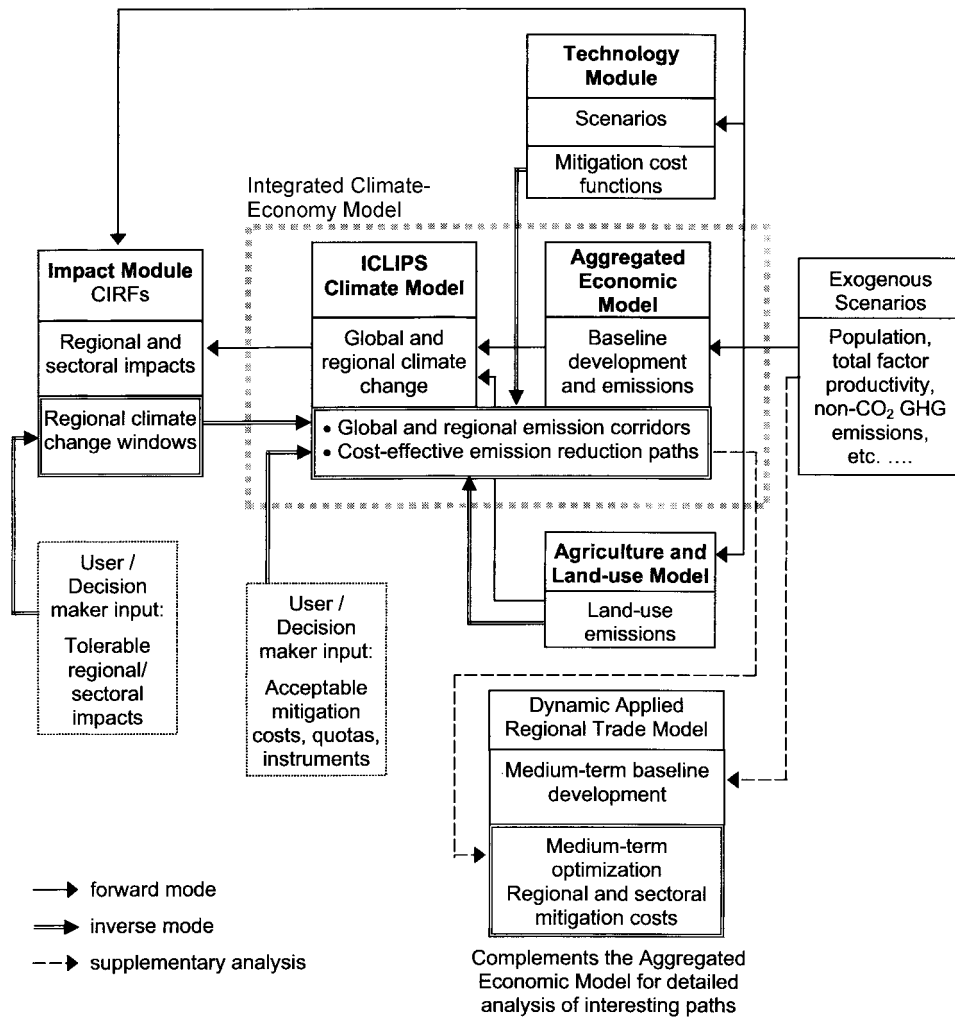 Technology
Module
Scenarios
Mitigation cost
functions
Integrated Climate-
Economy Model
Impact Module
CIRFs
Regional and
sectoral impacts
Regional climate
change windows
ICLIPS
Climate Model
Global and
regional climate
change
Aggregated
Economic
Model
Baseline
development
and emissions
• Global and regional emission corridors
• Cost-effective emission reduction paths
Exogenous
Scenarios
Population,
total factor
productivity,
non-CO₂ GHG
emissions,
etc. ....
User /
Decision
maker input:
Tolerable
regional/
sectoral
impacts
User /
Decision
maker input:
Acceptable
mitigation
costs, quotas,
instruments
Agriculture and
Land-use Model
Land-use
emissions
Dynamic Applied
Regional Trade Model
Medium-term baseline
development
Medium-term
optimization
Regional and sectoral
mitigation costs
Complements the Aggregated
Economic Model for detailed
analysis of interesting paths
forward mode
inverse mode
supplementary analysis